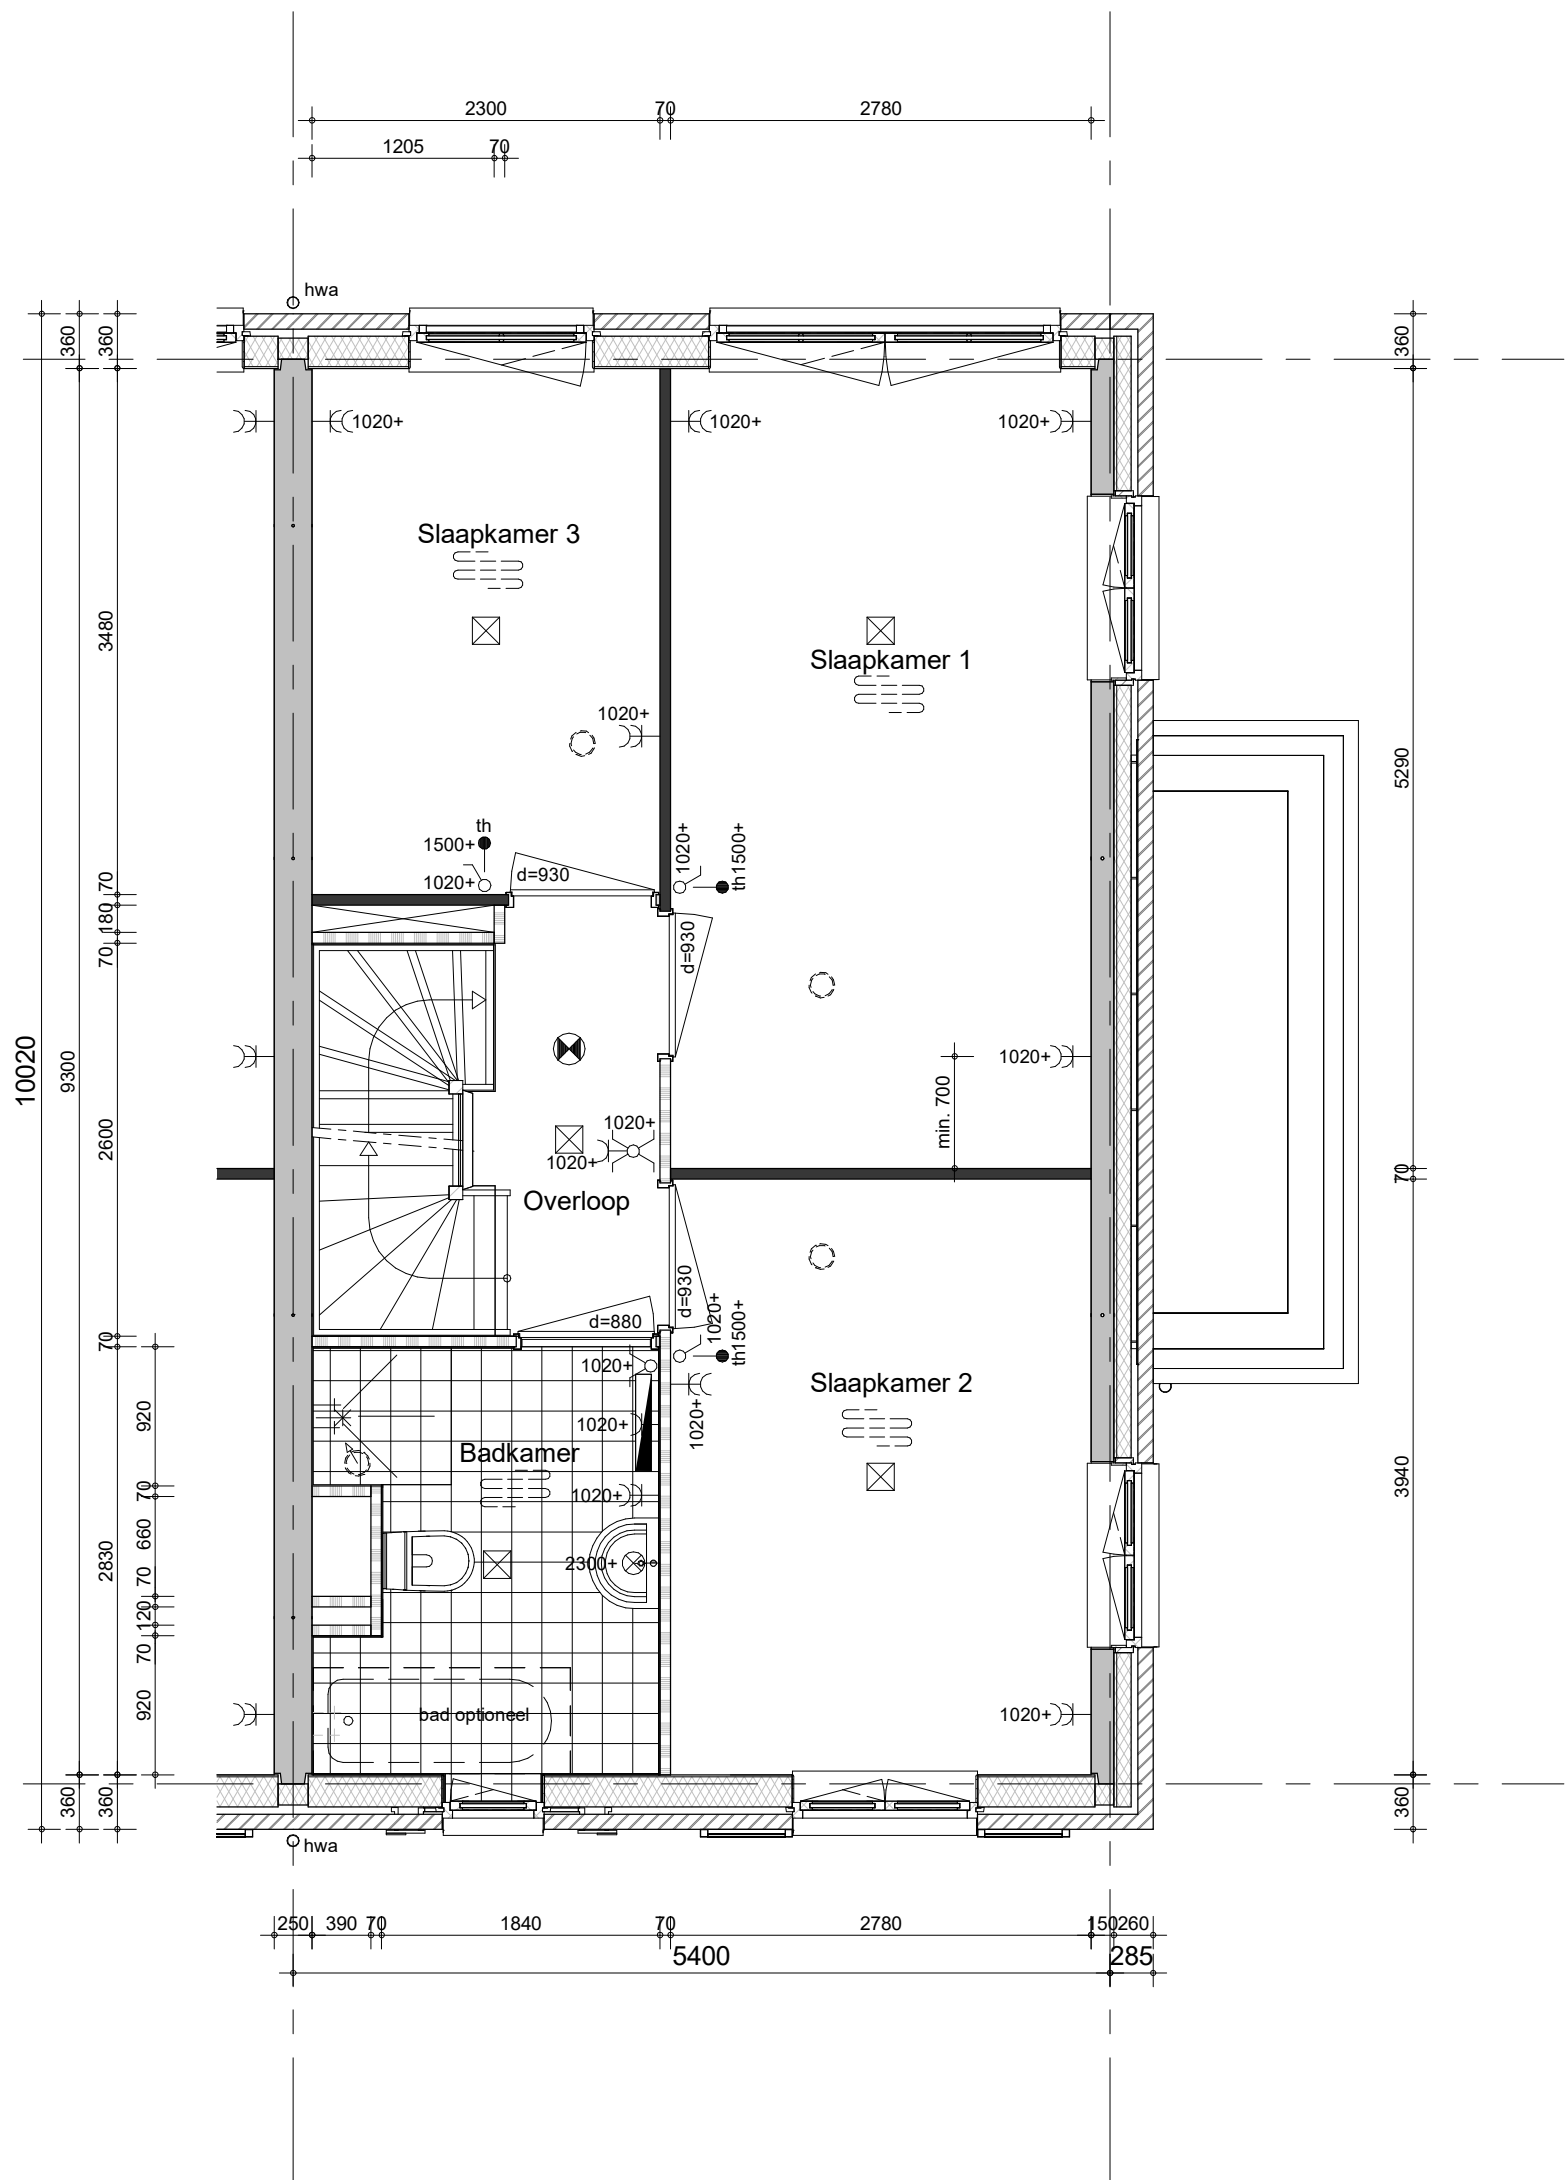 2300 70 2780
1205 70
hwa
360 360 360
1020+ 1020+ 1020+
Slaapkamer 3
3480
Slaapkamer 1
1020+
5290
th
1500+
1020+
d=930
1020+
th1500+
70
180
70
d=930
10020
9300
1020+
min. 700
2600
1020+
1020+
70
Overloop
d=930
d=880
1020+
th1500+
70
1020+
Slaapkamer 2
920
1020+
1020+
Badkamer
70
1020+
3940
660
2830
70
2300+
120
70
920
bad optioneel
1020+
360 360 360
hwa
250 390 70 1840 70 2780 150 260
5400 285